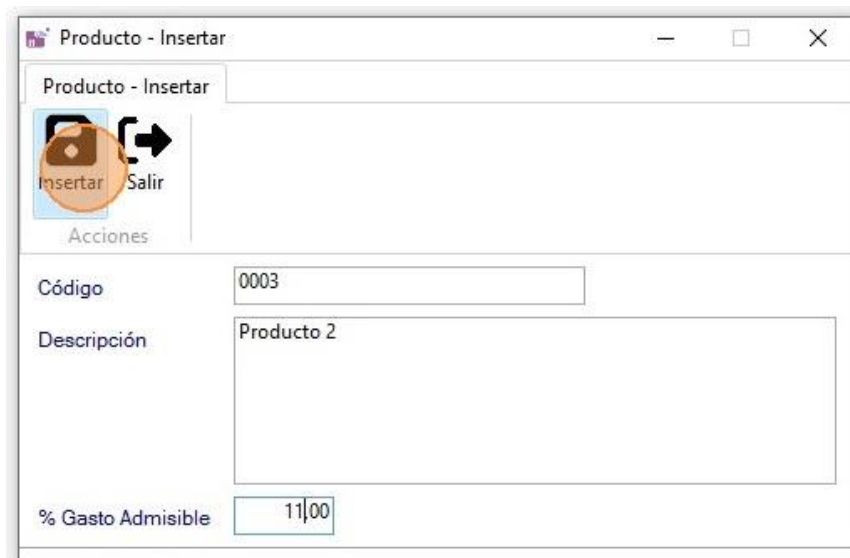 Producto - Insertar
Producto - Insertar
Insertar Salir
Acciones
Código 0003
Descripción Producto 2
% Gasto Admisible 11,00